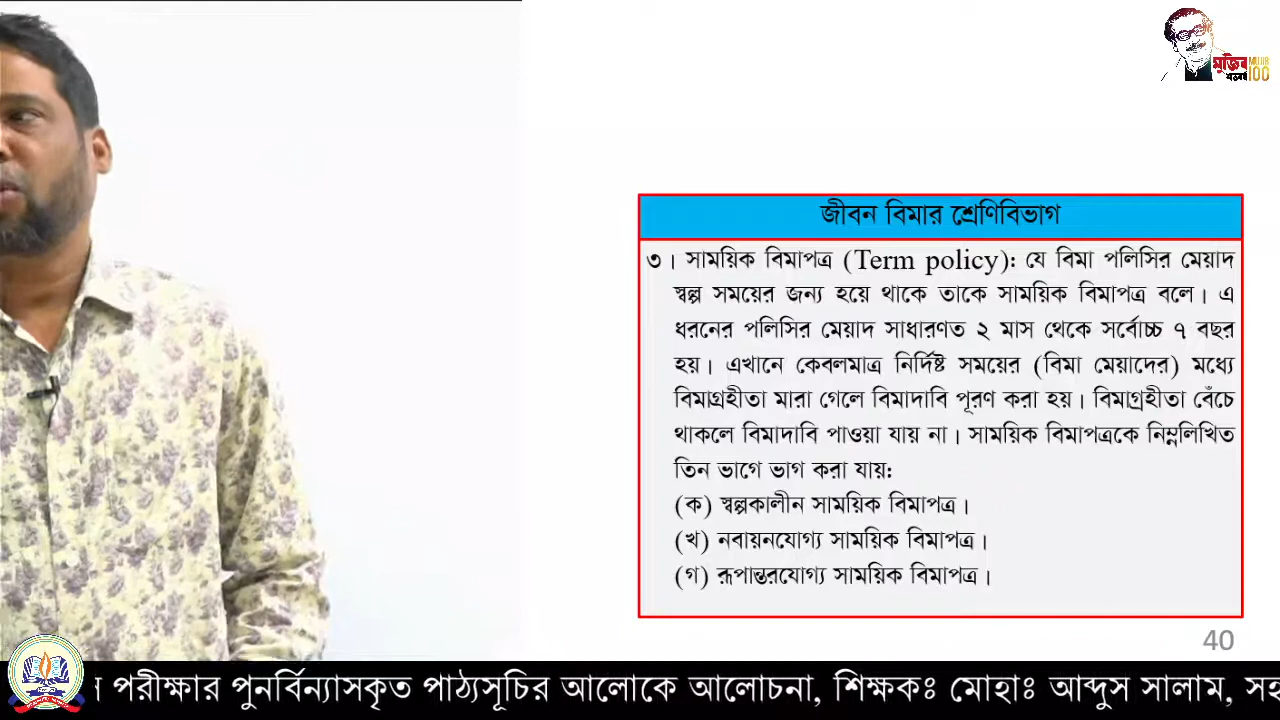 মুজিব
MUJIB
100
জীবন বিমার শ্রেণিবিভাগ
৩। সাময়িক বিমাপত্র (Term policy): যে বিমা পলিসির মেয়াদ
স্বল্প সময়ের জন্য হয়ে থাকে তাকে সাময়িক বিমাপত্র বলে। এ
ধরনের পলিসির মেয়াদ সাধারণত ২ মাস থেকে সর্বোচ্চ ৭ বছর
হয়। এখানে কেবলমাত্র নির্দিষ্ট সময়ের (বিমা মেয়াদের) মধ্যে
বিমাগ্রহীতা মারা গেলে বিমাদাবি পূরণ করা হয়। বিমাগ্রহীতা বেঁচে
থাকলে বিমাদাবি পাওয়া যায় না। সাময়িক বিমাপত্রকে নিম্নলিখিত
তিন ভাগে ভাগ করা যায়:
(ক) স্বল্পকালীন সাময়িক বিমাপত্র।
(খ) নবায়নযোগ্য সাময়িক বিমাপত্র।
(গ) রূপান্তরযোগ্য সাময়িক বিমাপত্র।
40
পরীক্ষার পুনর্বিন্যাসকৃত পাঠ্যসূচির আলোকে আলোচনা, শিক্ষকঃ মোহাঃ আব্দুস সালাম, সহ